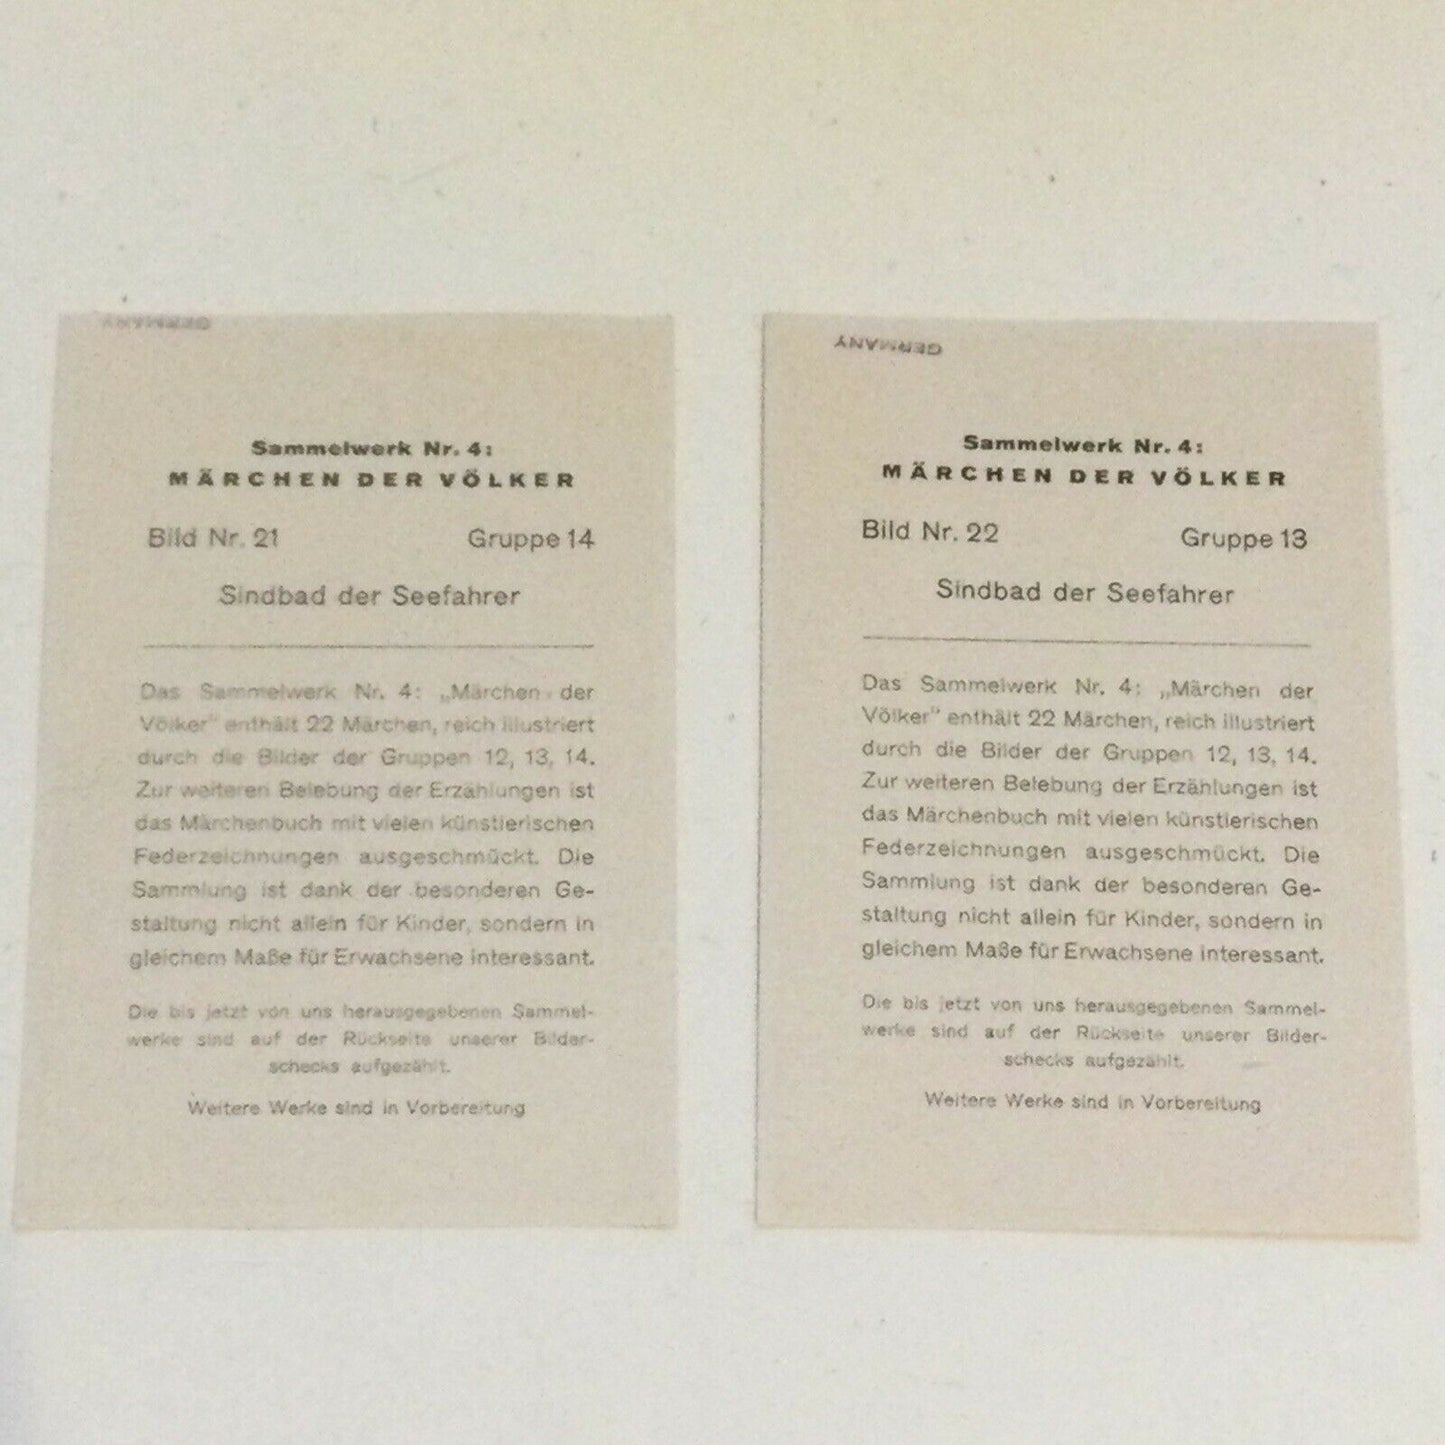 GERMANY
Sammelwerk Nr. 4:
MÄRCHEN DER VÖLKER
Bild Nr. 21 Gruppe 14
Sindbad der Seefahrer
Das Sammelwerk Nr. 4: „Märchen der
Völker" enthält 22 Märchen, reich illustriert
durch die Bilder der Gruppen 12, 13, 14.
Zur weiteren Belebung der Erzählungen ist
das Märchenbuch mit vielen künstlerischen
Federzeichnungen ausgeschmückt. Die
Sammlung ist dank der besonderen Ge-
staltung nicht allein für Kinder, sondern in
gleichem Maße für Erwachsene interessant.
Die bis jetzt von uns herausgegebenen Sammel-
werke sind auf der Rückseite unserer Bilder-
schecks aufgezählt.
Weitere Werke sind in Vorbereitung
GERMANY
Sammelwerk Nr. 4:
MÄRCHEN DER VÖLKER
Bild Nr. 22 Gruppe 13
Sindbad der Seefahrer
Das Sammelwerk Nr. 4: „Märchen der
Völker" enthält 22 Märchen, reich illustriert
durch die Bilder der Gruppen 12, 13, 14.
Zur weiteren Belebung der Erzählungen ist
das Märchenbuch mit vielen künstlerischen
Federzeichnungen ausgeschmückt. Die
Sammlung ist dank der besonderen Ge-
staltung nicht allein für Kinder, sondern in
gleichem Maße für Erwachsene interessant.
Die bis jetzt von uns herausgegebenen Sammel-
werke sind auf der Rückseite unserer Bilder-
schecks aufgezählt.
Weitere Werke sind in Vorbereitung